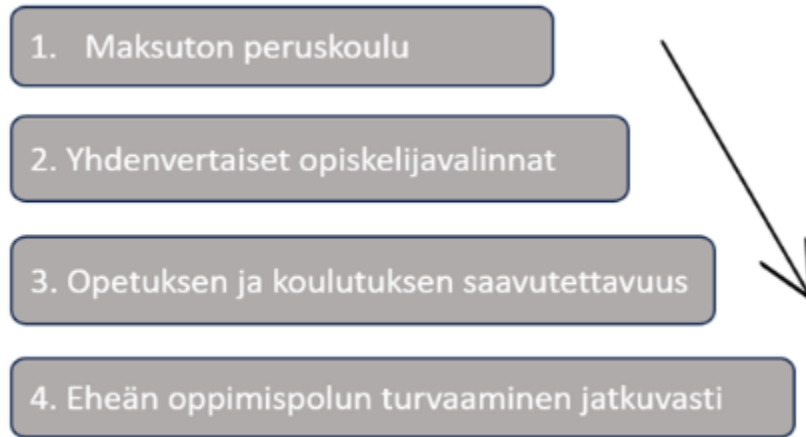 1. Maksuton peruskoulu
2. Yhdenvertaiset opiskelijavalinnat
3. Opetuksen ja koulutuksen saavutettavuus
4. Eheän oppimispolun turvaaminen jatkuvasti